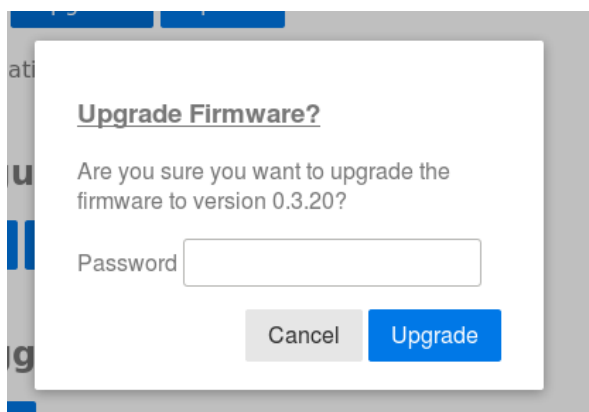 Upgrade Firmware?
Are you sure you want to upgrade the
firmware to version 0.3.20?
Password
Cancel Upgrade